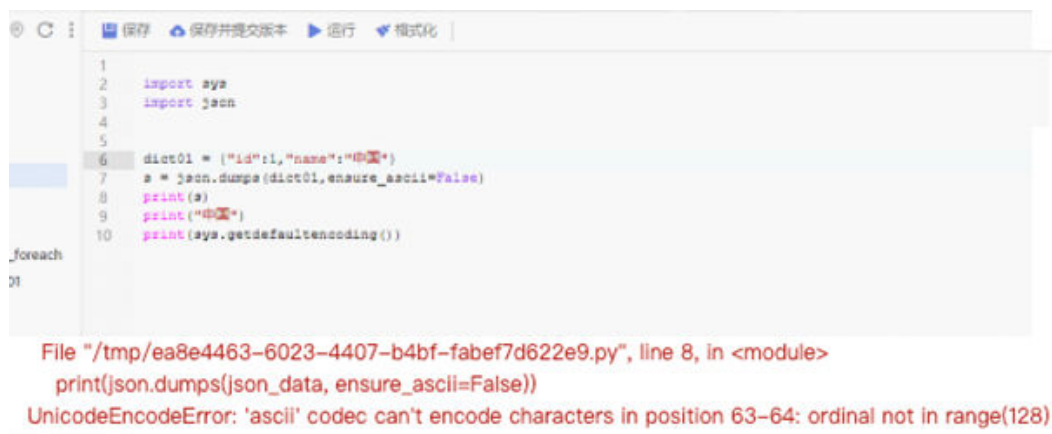 保存 保存并提交版本 运行 格式化
1
2 import sys
3 import json
4
5
6 dict01 = {"id":1,"name":"中国"}
7 s = json.dumps(dict01,ensure_ascii=False)
8 print(s)
9 print("中国")
10 print(sys.getdefaultencoding())
_foreach
01
File "/tmp/ea8e4463-6023-4407-b4bf-fabef7d622e9.py", line 8, in <module>
print(json.dumps(json_data, ensure_ascii=False))
UnicodeEncodeError: 'ascii' codec can't encode characters in position 63-64: ordinal not in range(128)